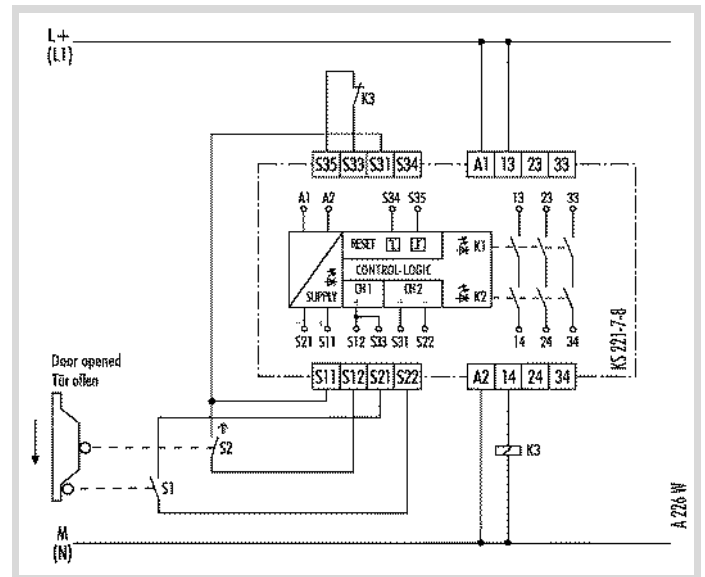 L+
(L1)
K3
S35 S33 S31 S34 A1 13 23 33
A1 A2 S34 S35 13 23 33
RESET
K1
CONTROL-LOGIC
CH1 CH2
K2
SUPPLY
S21 S11 S12 S33 S31 S22 14 24 34
KS 221-7-8
Door opened
Tür offen
S11 S12 S21 S22 A2 14 24 34
S2
K3
S1
A 226 W
M
(N)